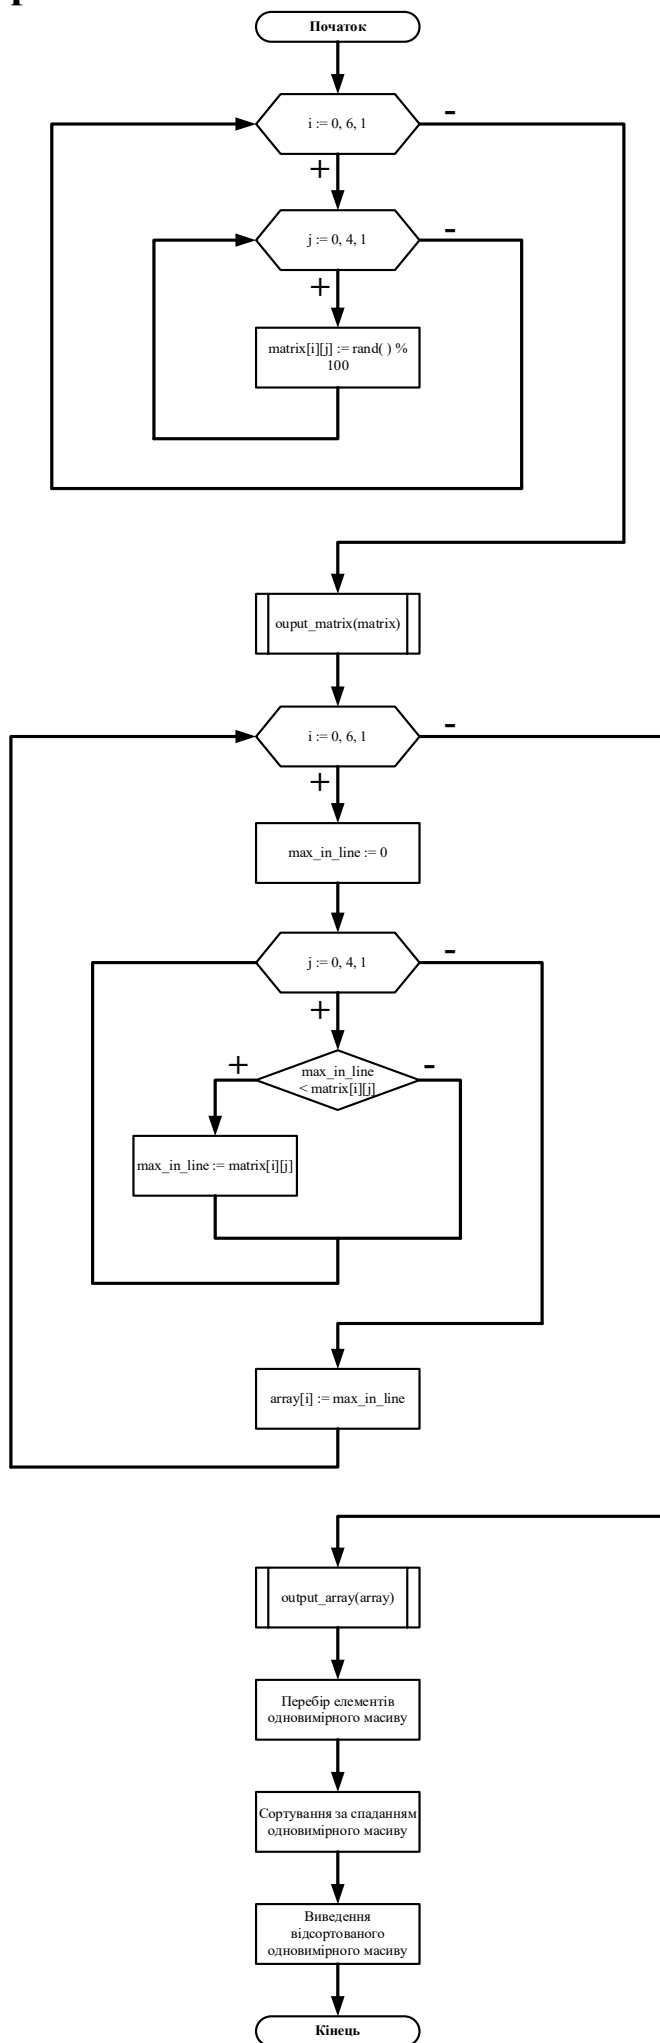 Початок
i := 0, 6, 1
-
+
j := 0, 4, 1
-
+
matrix[i][j] := rand( ) %
100
ouput_matrix(matrix)
i := 0, 6, 1
-
+
max_in_line := 0
j := 0, 4, 1
-
+
max_in_line
< matrix[i][j]
+
-
max_in_line := matrix[i][j]
array[i] := max_in_line
output_array(array)
Перебір елементів
одновимірного масиву
Сортування за спаданням
одновимірного масиву
Виведення
відсортованого
одновимірного масиву
Кінець